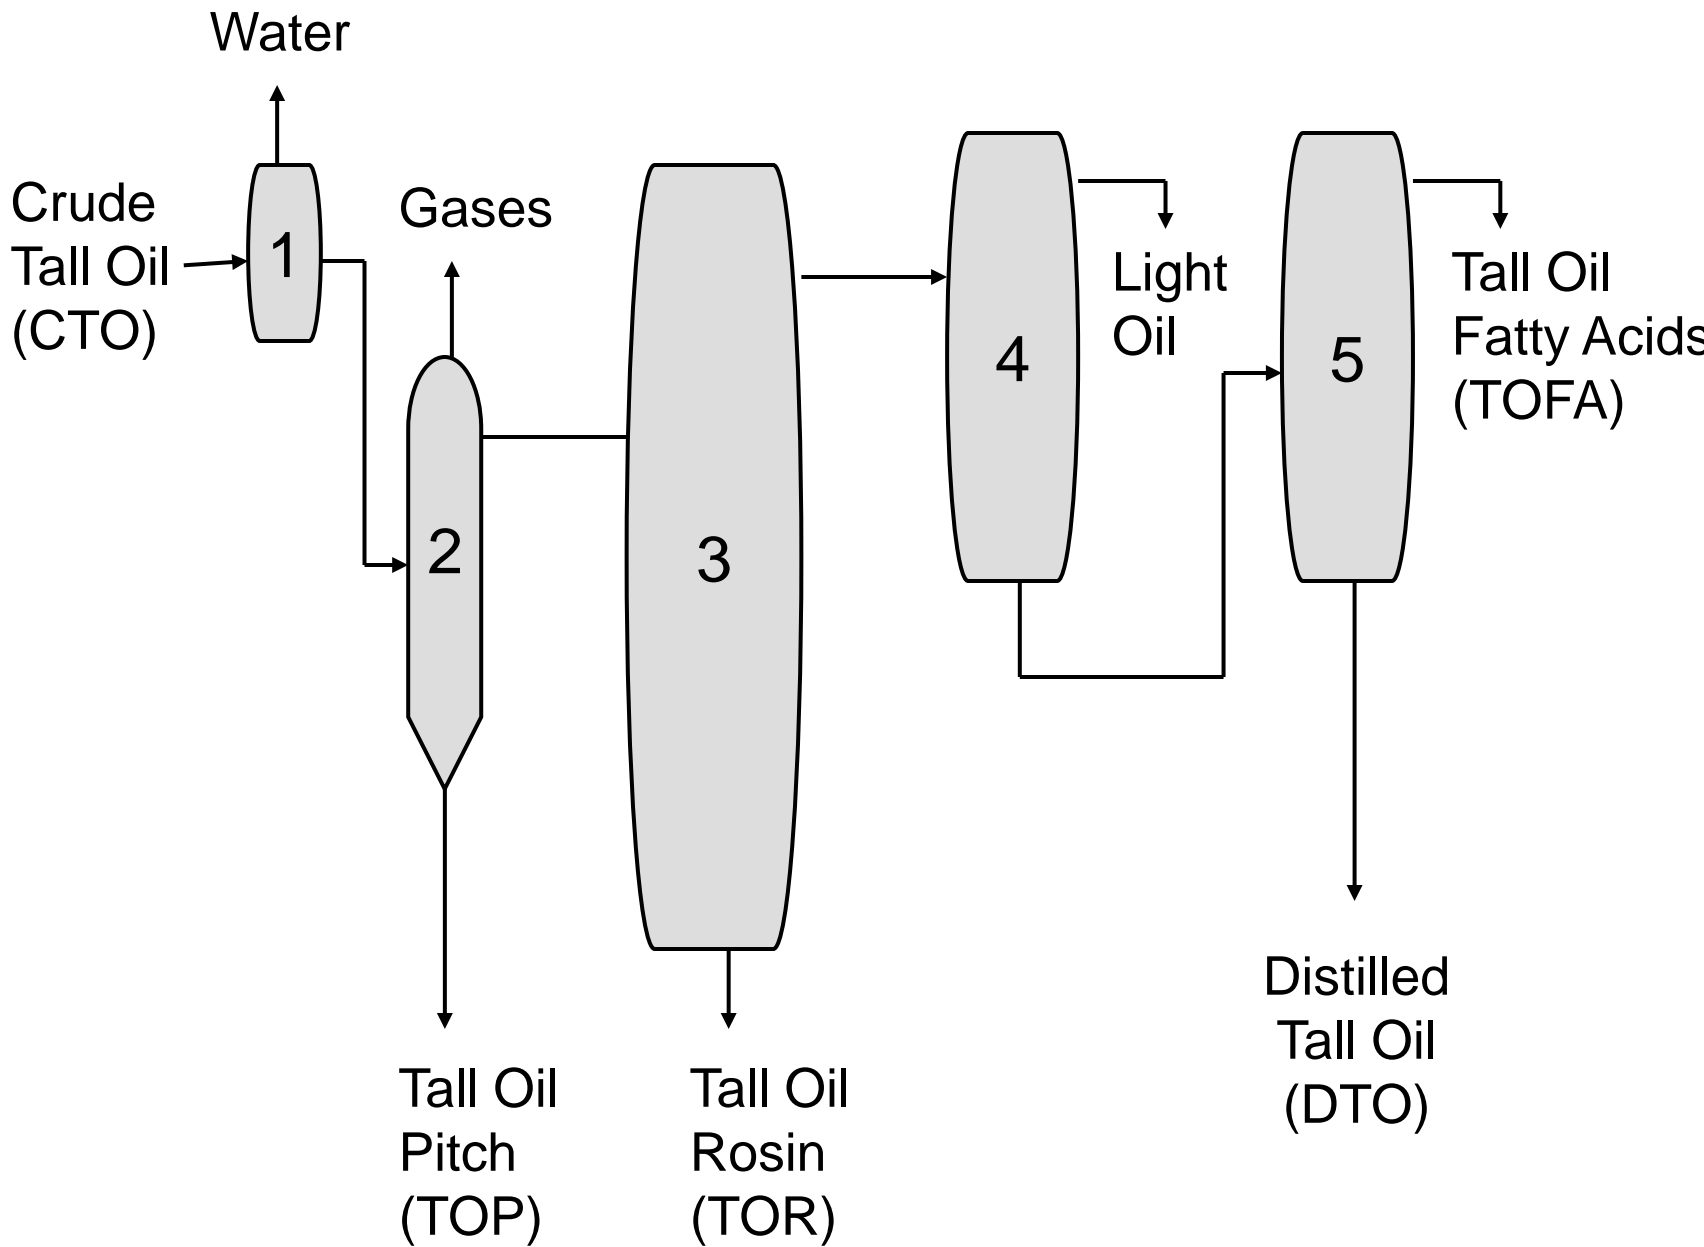 Water
Crude
Tall Oil
(CTO)
1
Gases
2
3
4
Light
Oil
5
Tall Oil
Fatty Acids
(TOFA)
Tall Oil
Pitch
(TOP)
Tall Oil
Rosin
(TOR)
Distilled
Tall Oil
(DTO)